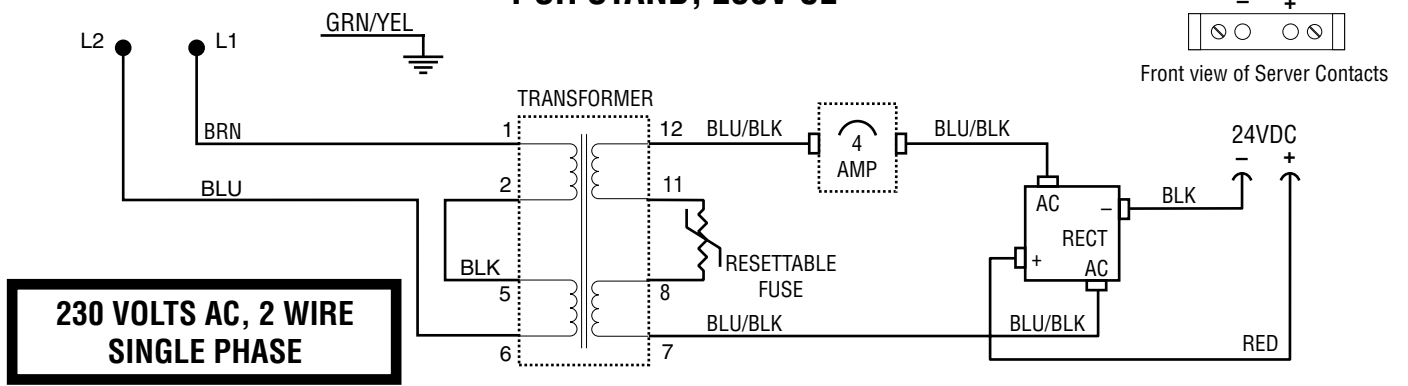 L2
L1
GRN/YEL
– +
Front view of Server Contacts
TRANSFORMER
BRN
1
12
BLU/BLK
4
AMP
BLU/BLK
24VDC
– +
BLU
2
11
AC
–
BLK
RECT
BLK
RESETTABLE
FUSE
+
AC
5
8
230 VOLTS AC, 2 WIRE
SINGLE PHASE
BLU/BLK
BLU/BLK
6
7
RED